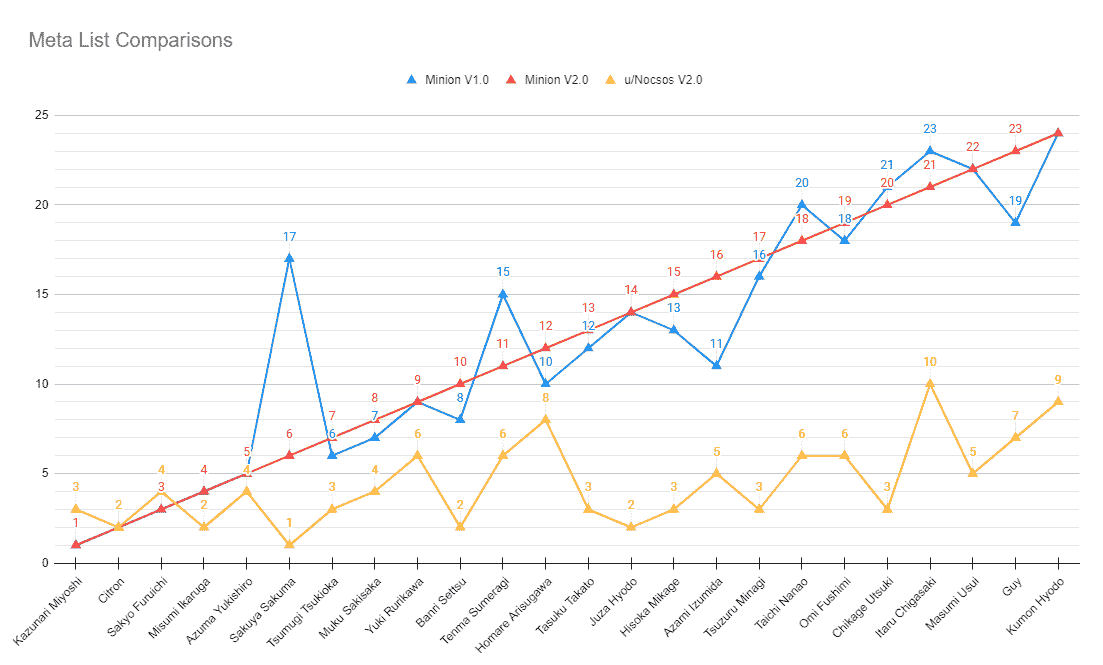 Meta List Comparisons
Minion V1.0 Minion V2.0 u/Nocsos V2.0
25
20
15
10
5
0
3 1
2
4 3
4 2
5 4
17 6 1
7 6 3
8 7 4
9 6
10 8 2
15 11 6
12 10 8
13 12 3
14 2
15 13 3
16 11 5
17 16 3
20 18 6
19 18 6
21 20 3
23 21 10
22 5
23 19 7
9
Kazunari Miyoshi
Citron
Sakyo Furuichi
Misumi Ikaruga
Azuma Yukishiro
Sakuya Sakuma
Tsumugi Tsukioka
Muku Sakisaka
Yuki Rurikawa
Banri Settsu
Tenma Sumeragi
Homare Arisugawa
Tasuku Takato
Juza Hyodo
Hisoka Mikage
Azami Izumida
Tsuzuru Minagi
Taichi Nanao
Omi Fushimi
Chikage Utsuki
Itaru Chigasaki
Masumi Usui
Guy
Kumon Hyodo